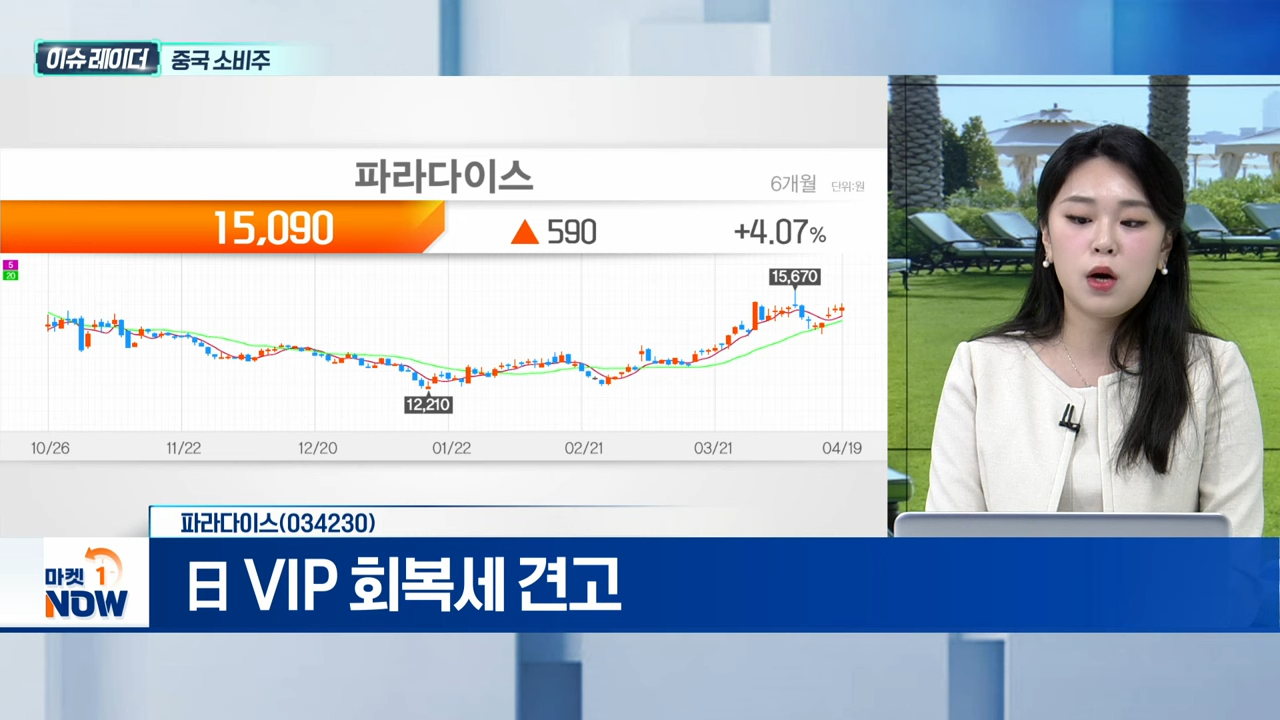 이슈 레이더 중국 소비주
파라다이스
6개월 단위:원
15,090 ▲ 590 +4.07%
5
20
15,670
12,210
10/26 11/22 12/20 01/22 02/21 03/21 04/19
파라다이스(034230)
마켓 1
NOW
日 VIP 회복세 견고